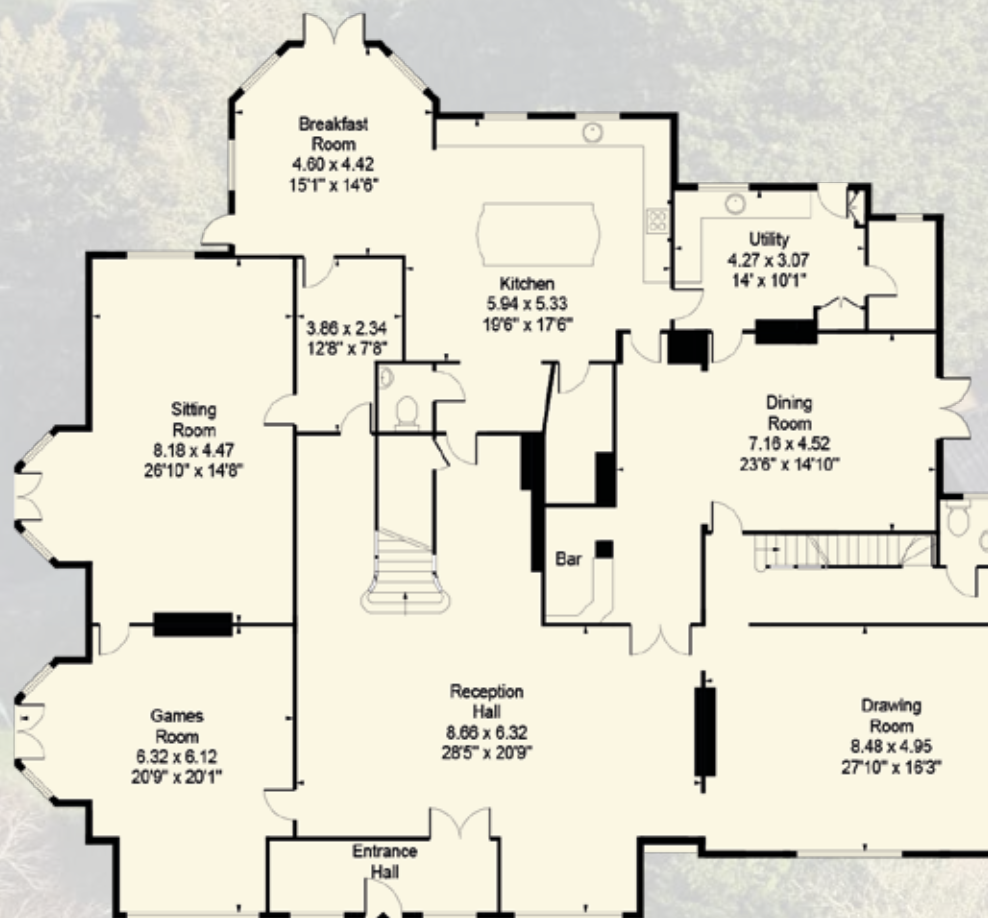 Breakfast
Room
4.60 x 4.42
15'1" x 14'6"
Utility
4.27 x 3.07
14' x 10'1"
Kitchen
5.94 x 5.33
19'6" x 17'6"
3.86 x 2.34
12'8" x 7'8"
Sitting
Room
8.18 x 4.47
26'10" x 14'8"
Dining
Room
7.16 x 4.52
23'6" x 14'10"
Bar
Reception
Hall
8.66 x 6.32
28'5" x 20'9"
Games
Room
6.32 x 6.12
20'9" x 20'1"
Drawing
Room
8.48 x 4.95
27'10" x 16'3"
Entrance
Hall